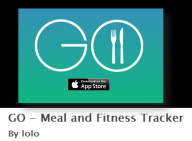 GO
Download on the
App Store
GO - Meal and Fitness Tracker
By lolo